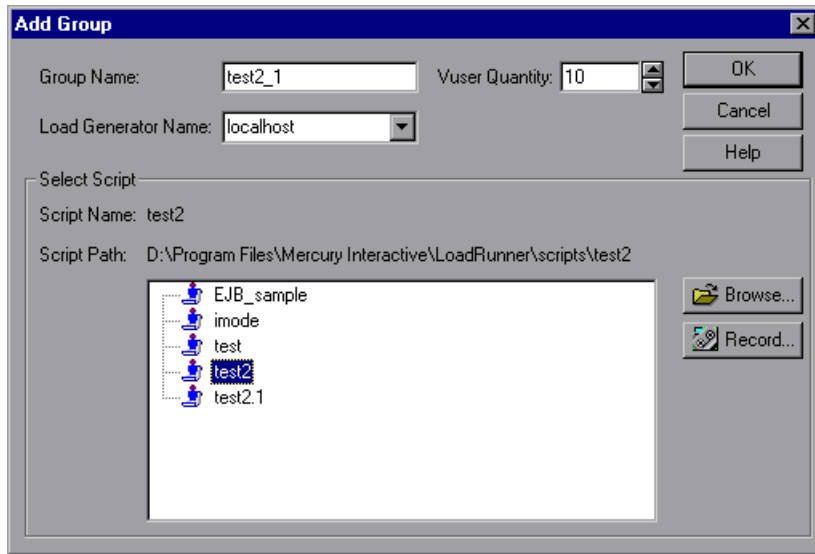 Add Group
Group Name: test2_1 Vuser Quantity: 10 OK
Load Generator Name: localhost Cancel
Help
Select Script
Script Name: test2
Script Path: D:\Program Files\Mercury Interactive\LoadRunner\scripts\test2
EJB_sample Browse...
imode
test Record...
test2
test2.1